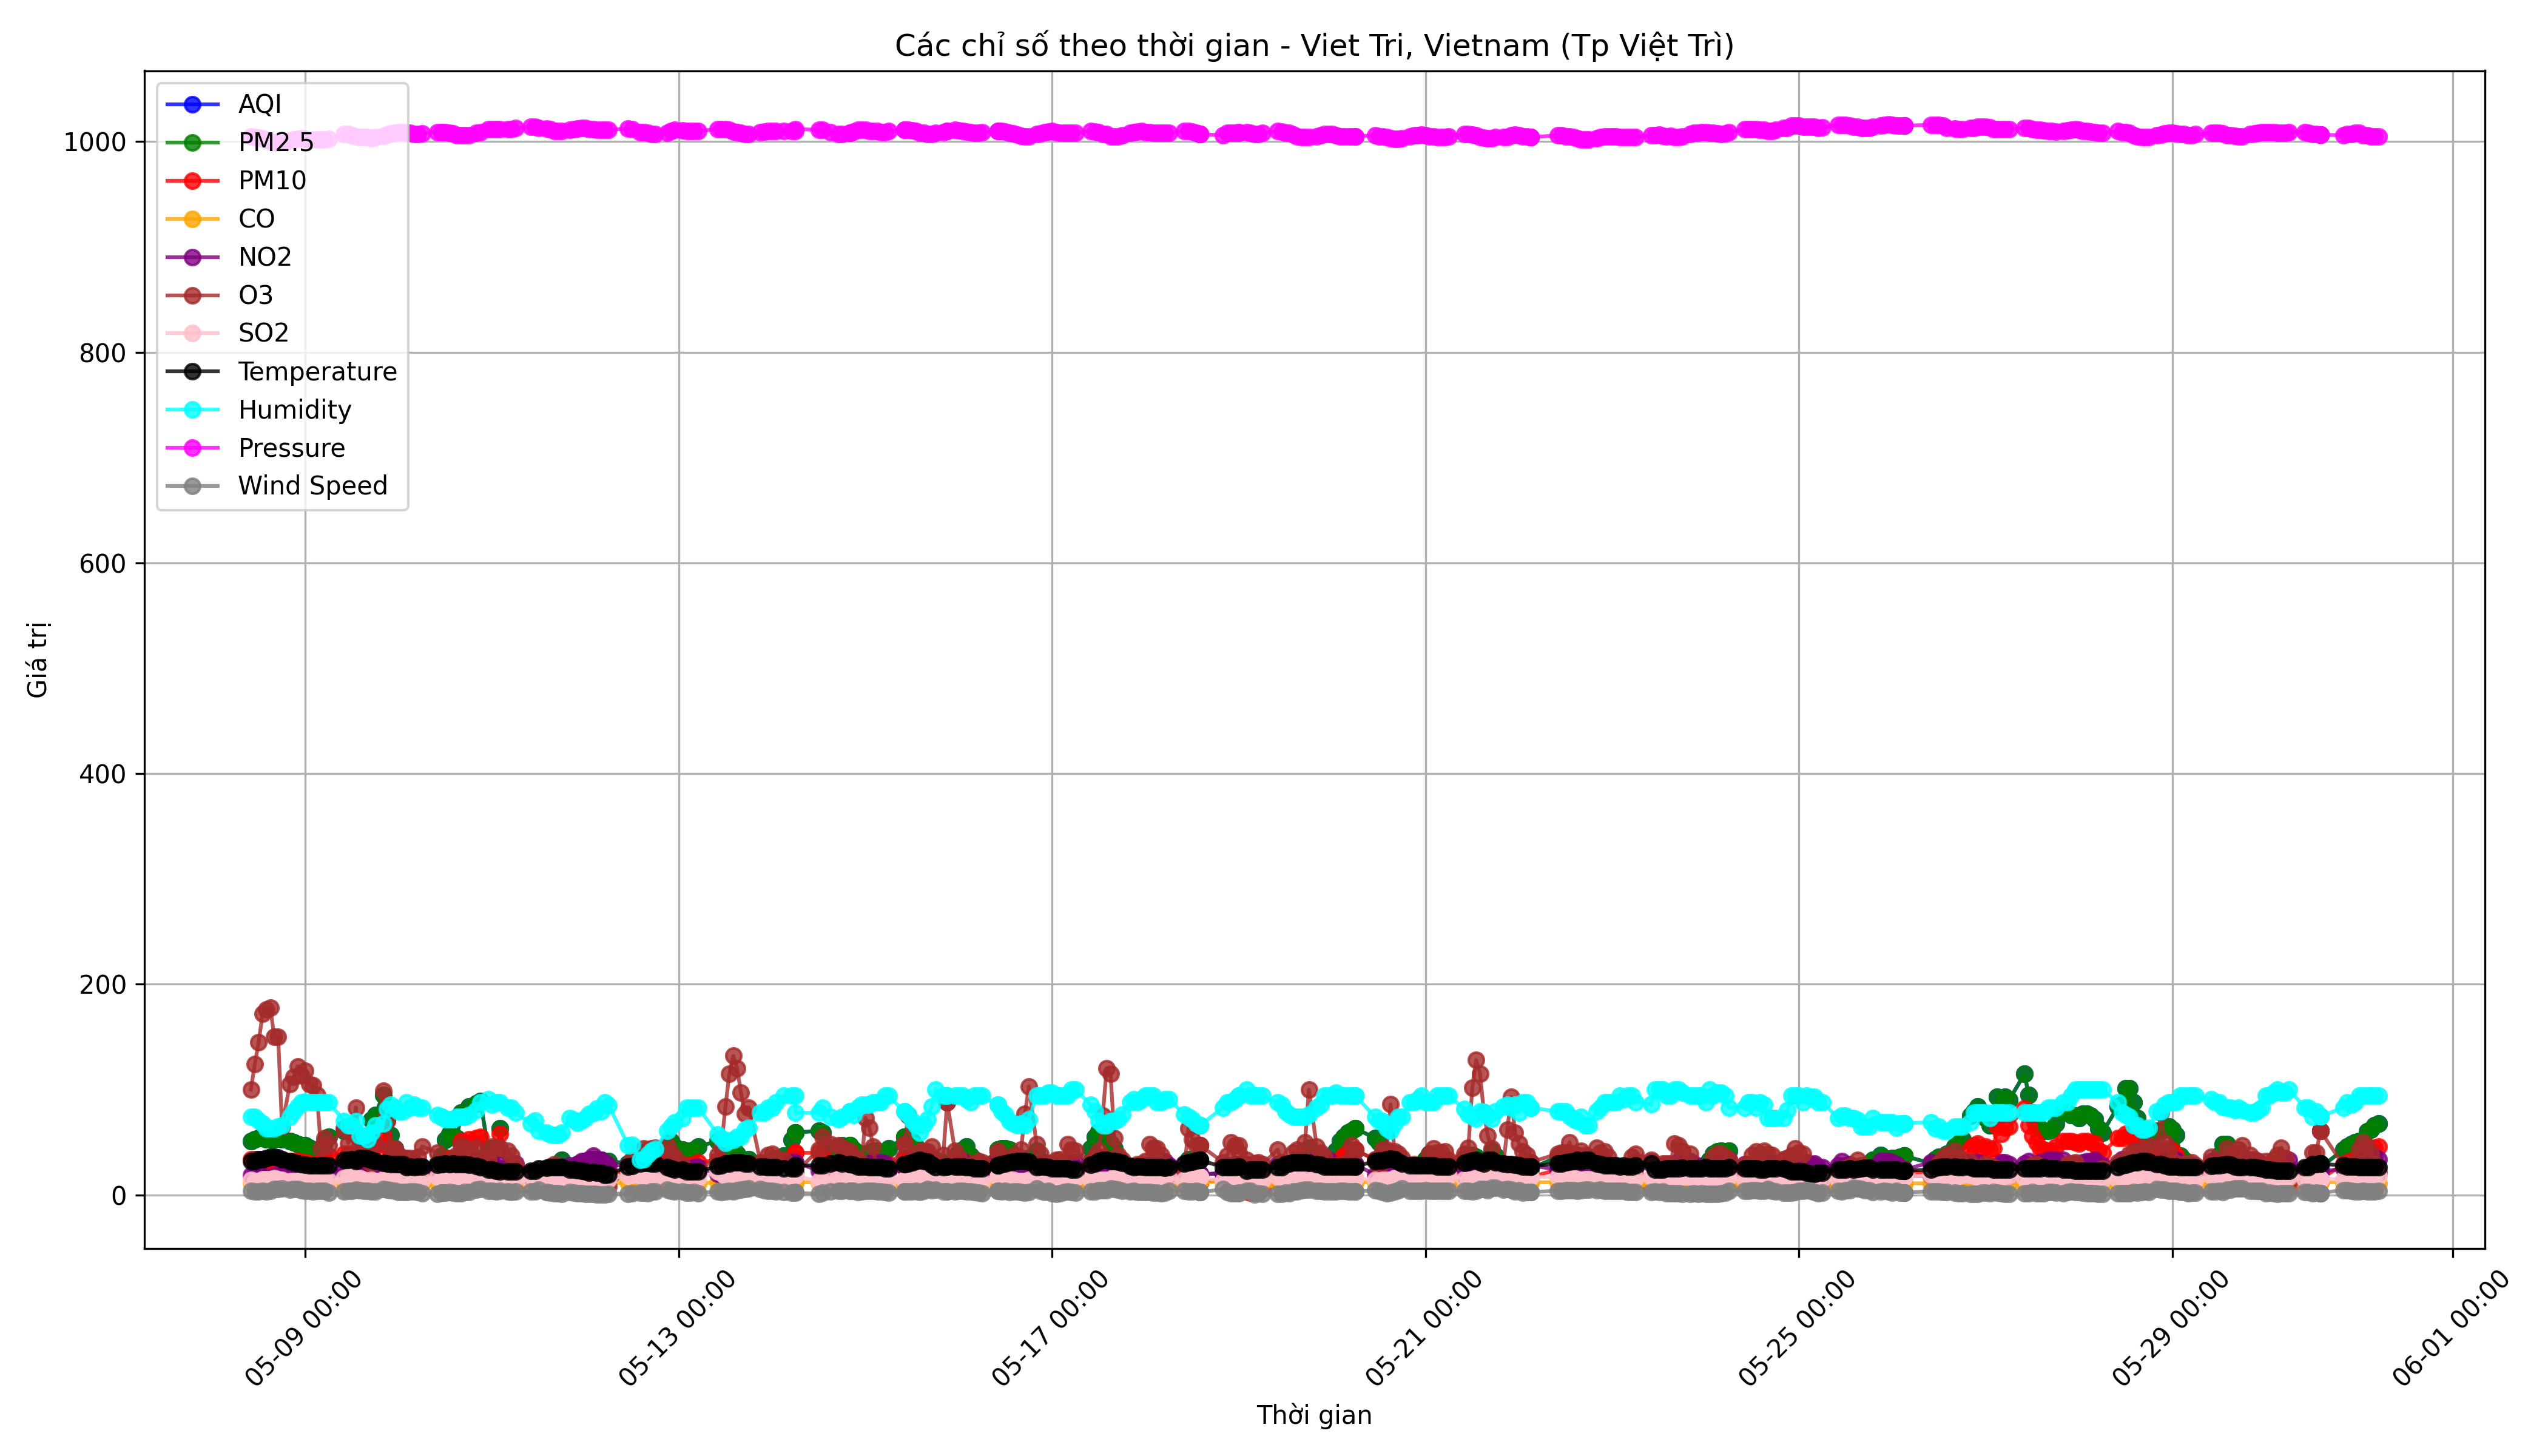 Các chỉ số theo thời gian - Viet Tri, Vietnam (Tp Việt Trì)
AQI
PM2.5
PM10
CO
NO2
O3
SO2
Temperature
Humidity
Pressure
Wind Speed
1000
800
600
400
200
0
Giá trị
05-09 00:00
05-13 00:00
05-17 00:00
05-21 00:00
05-25 00:00
05-29 00:00
06-01 00:00
Thời gian